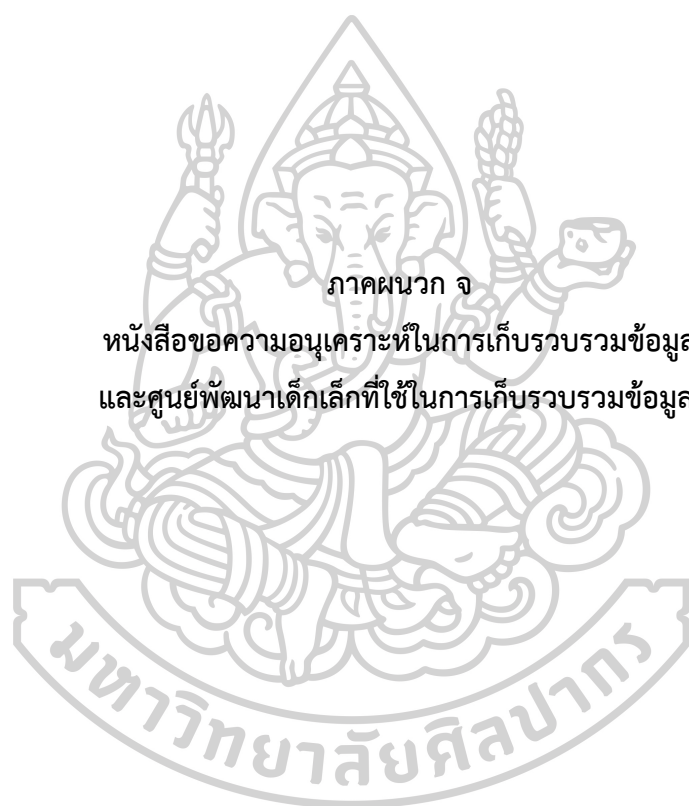 ภาคผนวก จ
หนังสือขอความอนุเคราะห์ในการเก็บรวบรวมข้อมูล
และศูนย์พัฒนาเด็กเล็กที่ใช้ในการเก็บรวบรวมข้อมูล
มหาวิทยาลัยศิลปากร